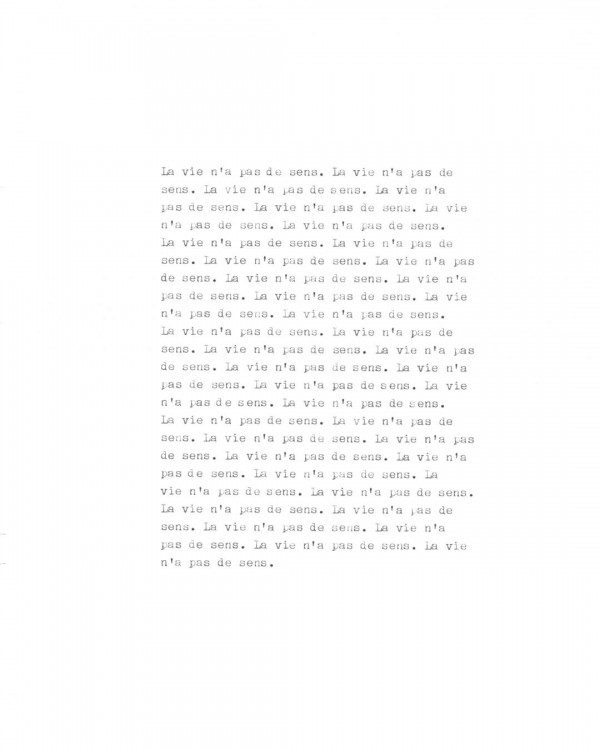 La vie n'a pas de sens. La vie n'a pas de
sens. La vie n'a pas de sens. La vie n'a
pas de sens. La vie n'a pas de sens. La vie
n'a pas de sens. La vie n'a pas de sens.
La vie n'a pas de sens. La vie n'a pas de
sens. La vie n'a pas de sens. La vie n'a pas
de sens. La vie n'a pas de sens. La vie n'a
pas de sens. La vie n'a pas de sens. La vie
n'a pas de sens. La vie n'a pas de sens.
La vie n'a pas de sens. La vie n'a pas de
sens. La vie n'a pas de sens. La vie n'a pas
de sens. La vie n'a pas de sens. La vie n'a
pas de sens. La vie n'a pas de sens. La vie
n'a pas de sens. La vie n'a pas de sens.
La vie n'a pas de sens. La vie n'a pas de
sens. La vie n'a pas de sens. La vie n'a pas
de sens. La vie n'a pas de sens. La vie n'a
pas de sens. La vie n'a pas de sens. La
vie n'a pas de sens. La vie n'a pas de sens.
La vie n'a pas de sens. La vie n'a pas de
sens. La vie n'a pas de sens. La vie n'a
pas de sens. La vie n'a pas de sens. La vie
n'a pas de sens.